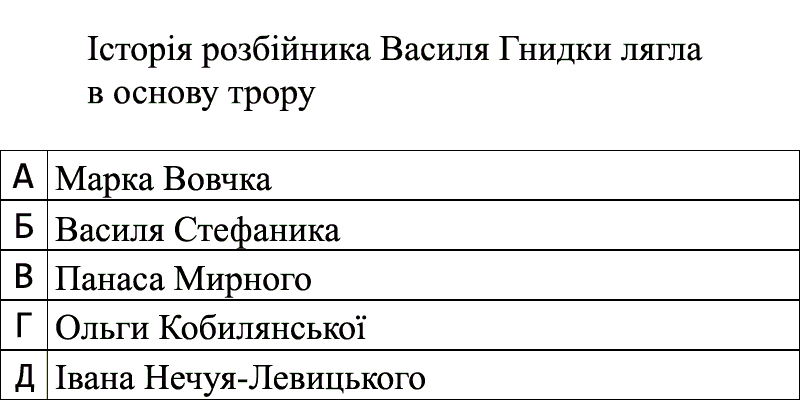 Історія розбійника Василя Гнидки лягла
в основу трору
А Марка Вовчка
Б Василя Стефаника
В Панаса Мирного
Г Ольги Кобилянської
Д Івана Нечуя-Левицького